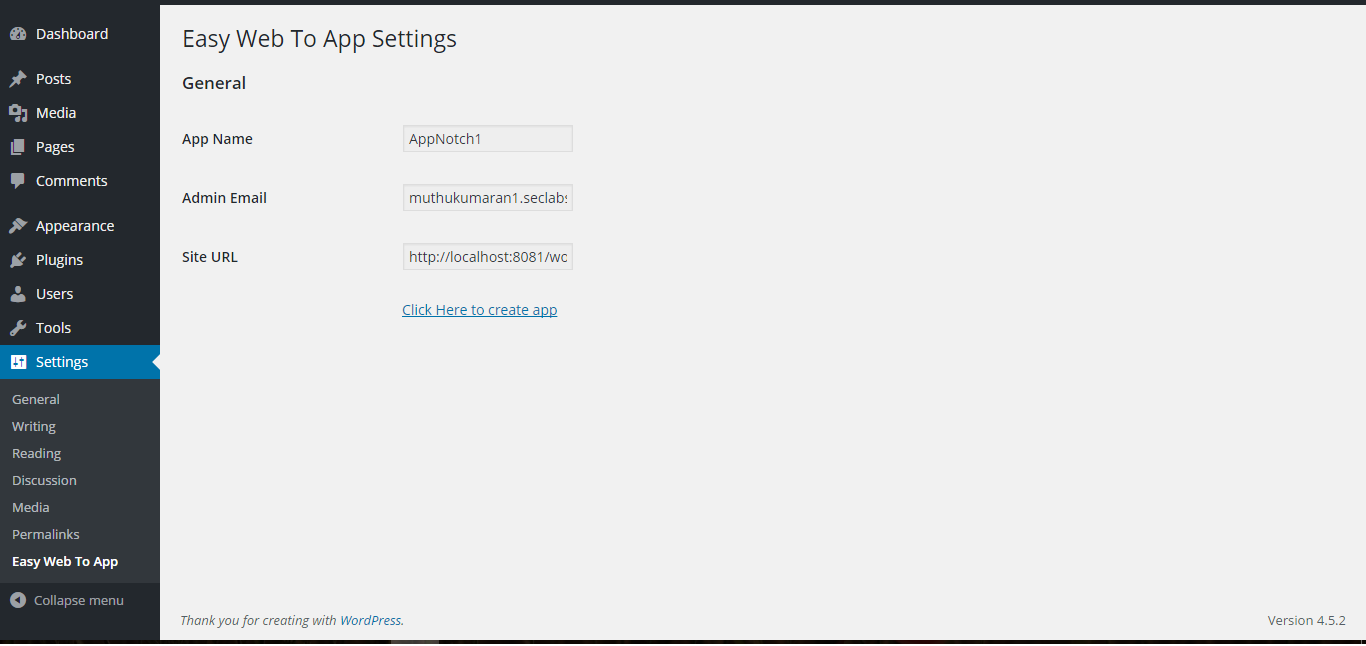 Dashboard
Posts
Media
Pages
Comments
Appearance
Plugins
Users
Tools
Settings
General
Writing
Reading
Discussion
Media
Permalinks
Easy Web To App
Collapse menu
Easy Web To App Settings
General
App Name AppNotch1
Admin Email muthukumaran1.seclabs
Site URL http://localhost:8081/wo
Click Here to create app
Thank you for creating with WordPress. Version 4.5.2